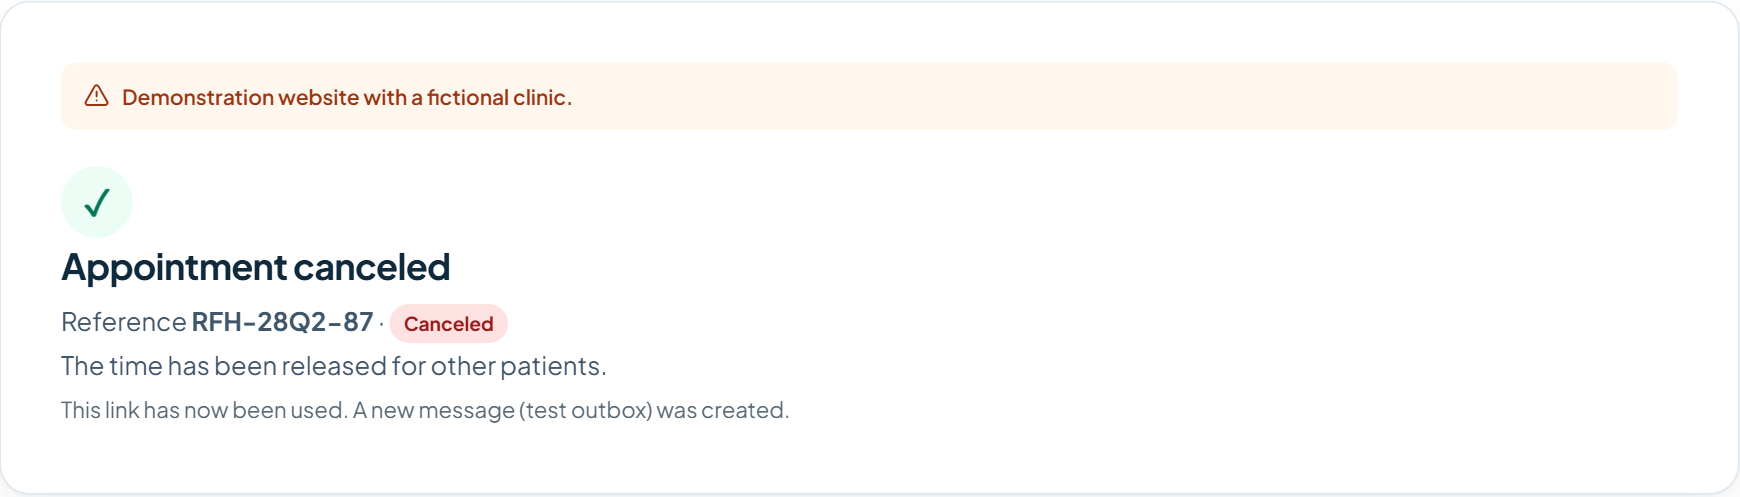 Demonstration website with a fictional clinic.
Appointment canceled
Reference RFH-28Q2-87 · Canceled
The time has been released for other patients.
This link has now been used. A new message (test outbox) was created.